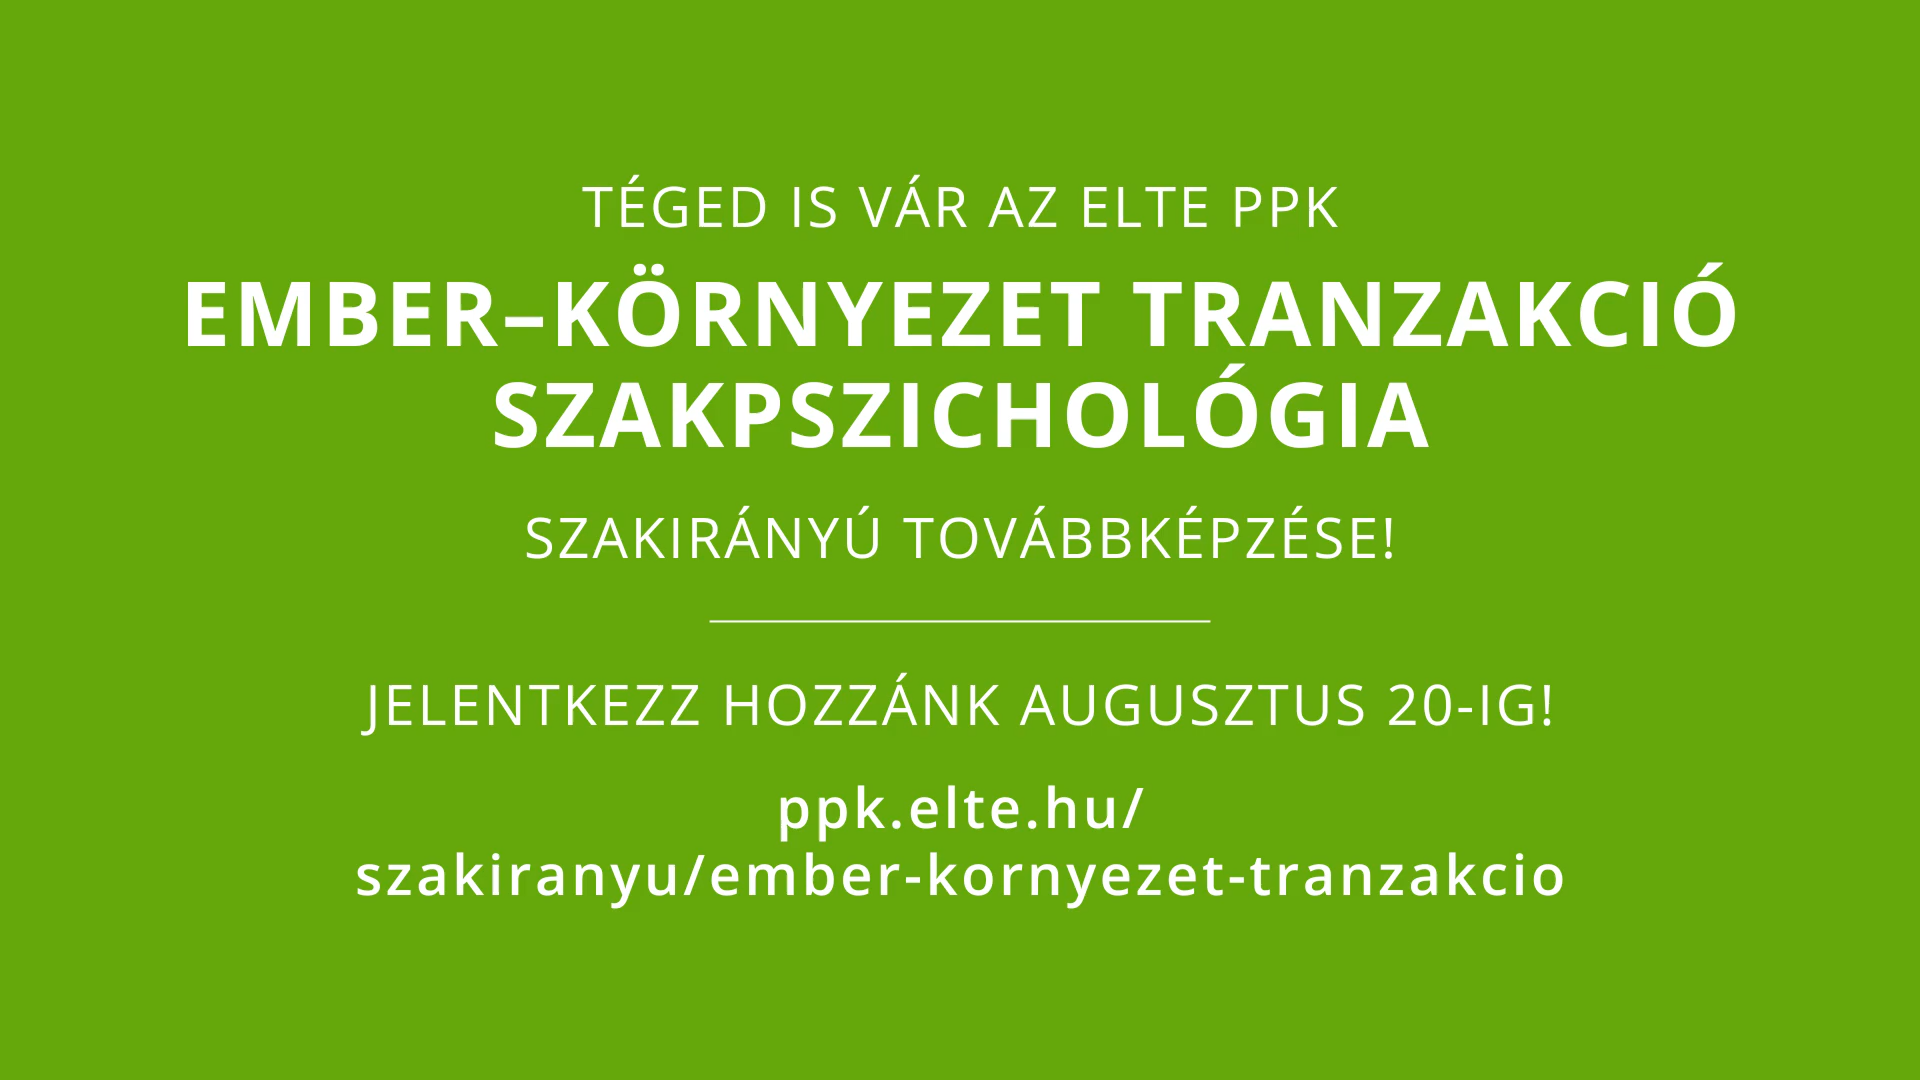 TÉGED IS VÁR AZ ELTE PPK
EMBER–KÖRNYEZET TRANZAKCIÓ
SZAKPSZICHOLÓGIA
SZAKIRÁNYÚ TOVÁBBKÉPZÉSE!
JELENTKEZZ HOZZÁNK AUGUSZTUS 20-IG!
ppk.elte.hu/
szakiranyu/ember-kornyezet-tranzakcio